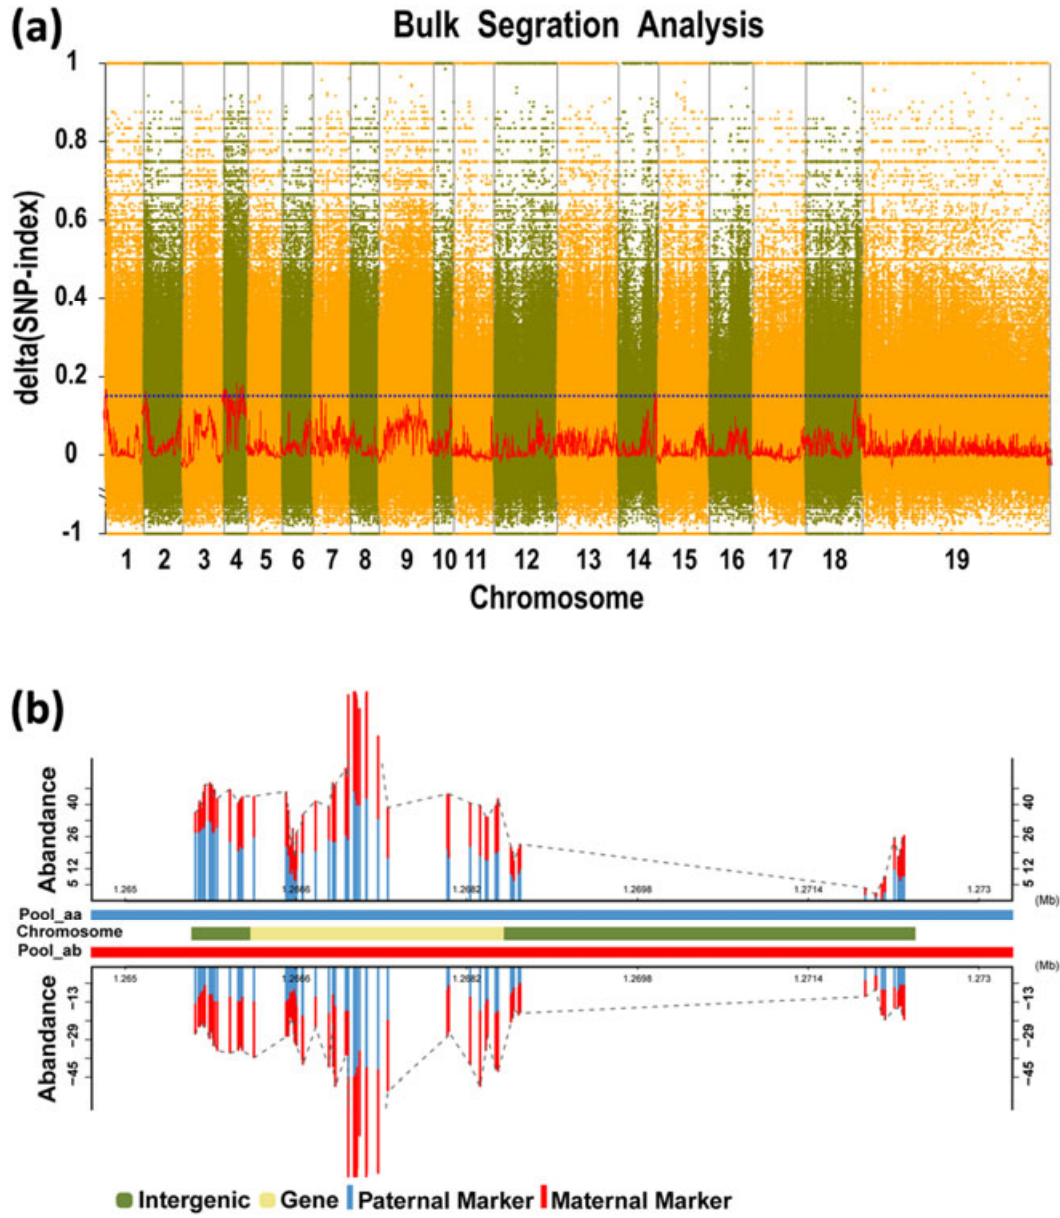 (a)
Bulk Segration Analysis
delta(SNP-index)
1
0.8
0.6
0.4
0.2
0
-1
1 2 3 4 5 6 7 8 9 10 11 12 13 14 15 16 17 18 19
Chromosome
(b)
Abandance
40
26
12
5
40
26
12
5
1.265 1.2666 1.2682 1.2698 1.2714 1.273
(Mb)
Pool_aa
Chromosome
Pool_ab
(Mb)
1.265 1.2666 1.2682 1.2698 1.2714 1.273
Abandance
-13
-29
-45
-13
-29
-45
Intergenic Gene Paternal Marker Maternal Marker